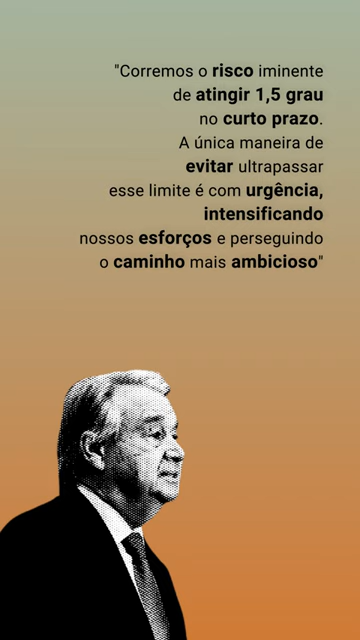 "Corremos o risco iminente
de atingir 1,5 grau
no curto prazo.
A única maneira de
evitar ultrapassar
esse limite é com urgência,
intensificando
nossos esforços e perseguindo
o caminho mais ambicioso"